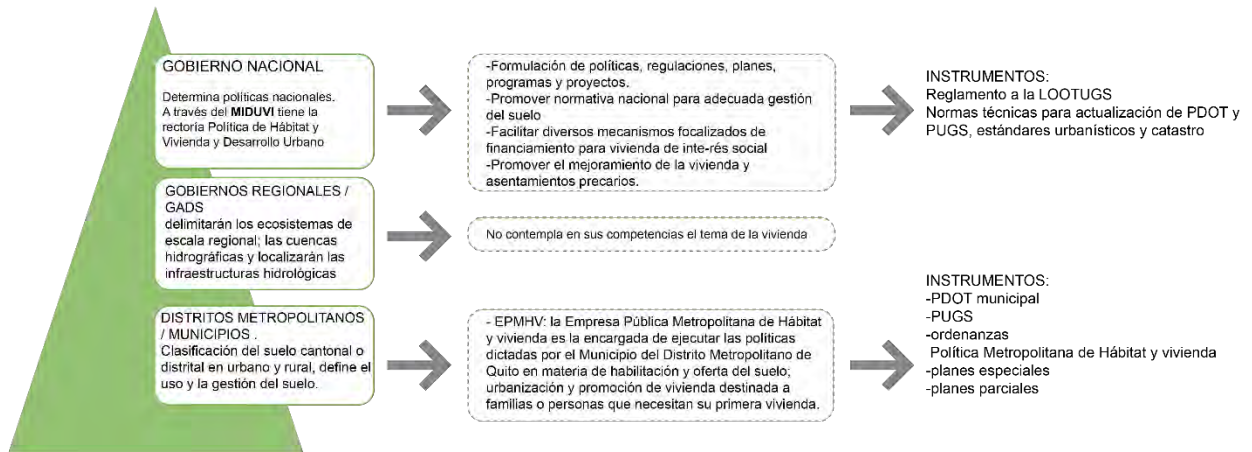 GOBIERNO NACIONAL
Determina políticas nacionales.
A través del MIDUVI tiene la
rectoría Política de Hábitat y
Vivienda y Desarrollo Urbano
-Formulación de políticas, regulaciones, planes,
programas y proyectos.
-Promover normativa nacional para adecuada gestión
del suelo
-Facilitar diversos mecanismos focalizados de
financiamiento para vivienda de inte-rés social
-Promover el mejoramiento de la vivienda y
asentamientos precarios.
INSTRUMENTOS:
Reglamento a la LOOTUGS
Normas técnicas para actualización de PDOT y
PUGS, estándares urbanísticos y catastro
GOBIERNOS REGIONALES /
GADS
delimitarán los ecosistemas de
escala regional; las cuencas
hidrográficas y localizarán las
infraestructuras hidrológicas
No contempla en sus competencias el tema de la vivienda
DISTRITOS METROPOLITANOS
/ MUNICIPIOS .
Clasificación del suelo cantonal o
distrital en urbano y rural, define el
uso y la gestión del suelo.
- EPMHV: la Empresa Pública Metropolitana de Hábitat
y vivienda es la encargada de ejecutar las políticas
dictadas por el Municipio del Distrito Metropolitano de
Quito en materia de habilitación y oferta del suelo;
urbanización y promoción de vivienda destinada a
familias o personas que necesitan su primera vivienda.
INSTRUMENTOS:
-PDOT municipal
-PUGS
-ordenanzas
Política Metropolitana de Hábitat y vivienda
-planes especiales
-planes parciales